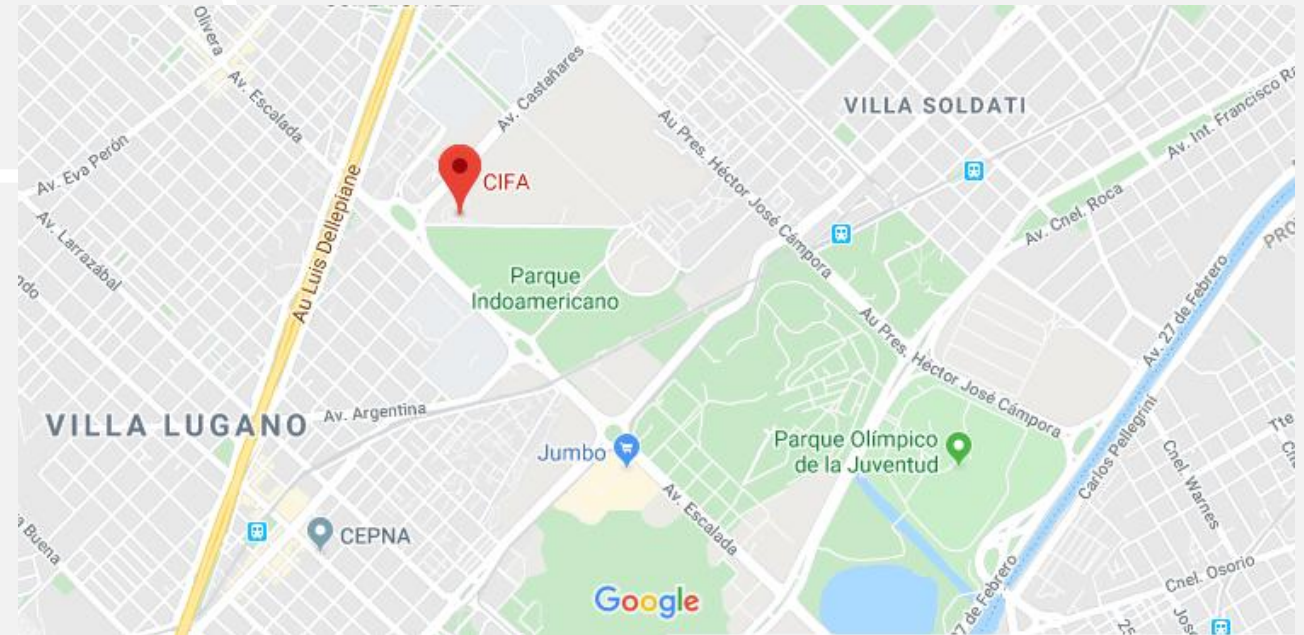 Olivera
Av. Escalada
Av. Castañares
VILLA SOLDATI
Av. Int. Francisco
Au Pres. Héctor José Cámpora
Av. Eva Perón
CIFA
Av. Larrazábal
Au Luis Dellepiane
Av. Cnel. Roca
Parque
Indoamericano
Av. 27 de Febrero
Au Pres. Héctor José Cámpora
VILLA LUGANO
Av. Argentina
Jumbo
Parque Olímpico
de la Juventud
Carlos Pellegrini
Cnel. Warnes
Tte
Av. Escalada
Buena
CEPNA
Google
Cnel. Osorio
27 de Febrero